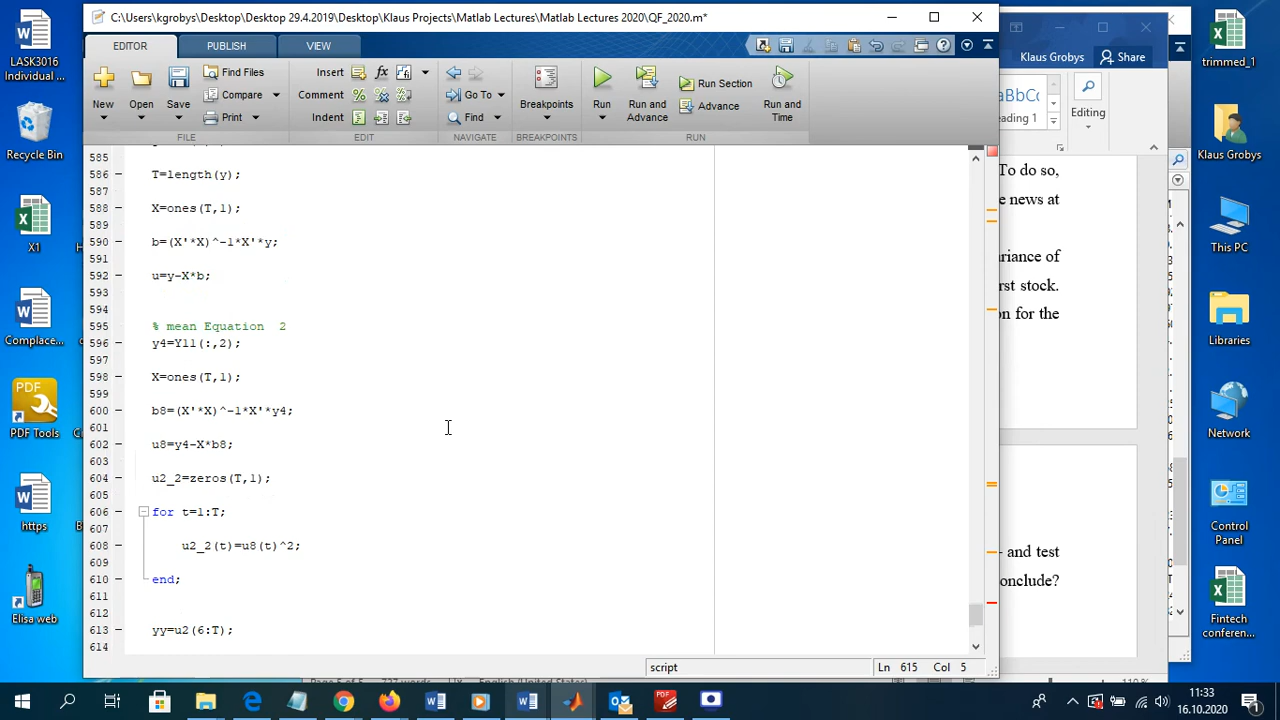 C:\Users\kgrobys\Desktop\Desktop 29.4.2019\Desktop\Klaus Projects\Matlab Lectures\Matlab Lectures 2020\QF_2020.m*
EDITOR PUBLISH VIEW
New Open Save
Find Files
Compare
Print
Insert
Comment
Indent
Go To
Find
Breakpoints
Run
Run and Advance
Run Section
Advance
Run and Time
FILE EDIT NAVIGATE BREAKPOINTS RUN
585
586 T=length(y);
587
588 X=ones(T,1);
589
590 b=(X'*X)^-1*X'*y;
591
592 u=y-X*b;
593
594
595 % mean Equation  2
596 y4=Y11(:,2);
597
598 X=ones(T,1);
599
600 b8=(X'*X)^-1*X'*y4;
601
602 u8=y4-X*b8;
603
604 u2_2=zeros(T,1);
605
606 for t=1:T;
607
608 u2_2(t)=u8(t)^2;
609
610 end;
611
612
613 yy=u2(6:T);
614
script
Ln 615 Col 5
Klaus Grobys Share
aBbC
eading 1
Editing
To do so,
e news at
riance of
rst stock.
on for the
- and test
onclude?
LASK3016 Individual ...
Recycle Bin
X1
Complace...
PDF
PDF Tools
https
Elisa web
trimmed_1
Klaus Grobys
This PC
Libraries
Network
Control Panel
Fintech conferen...
11:33
16.10.2020